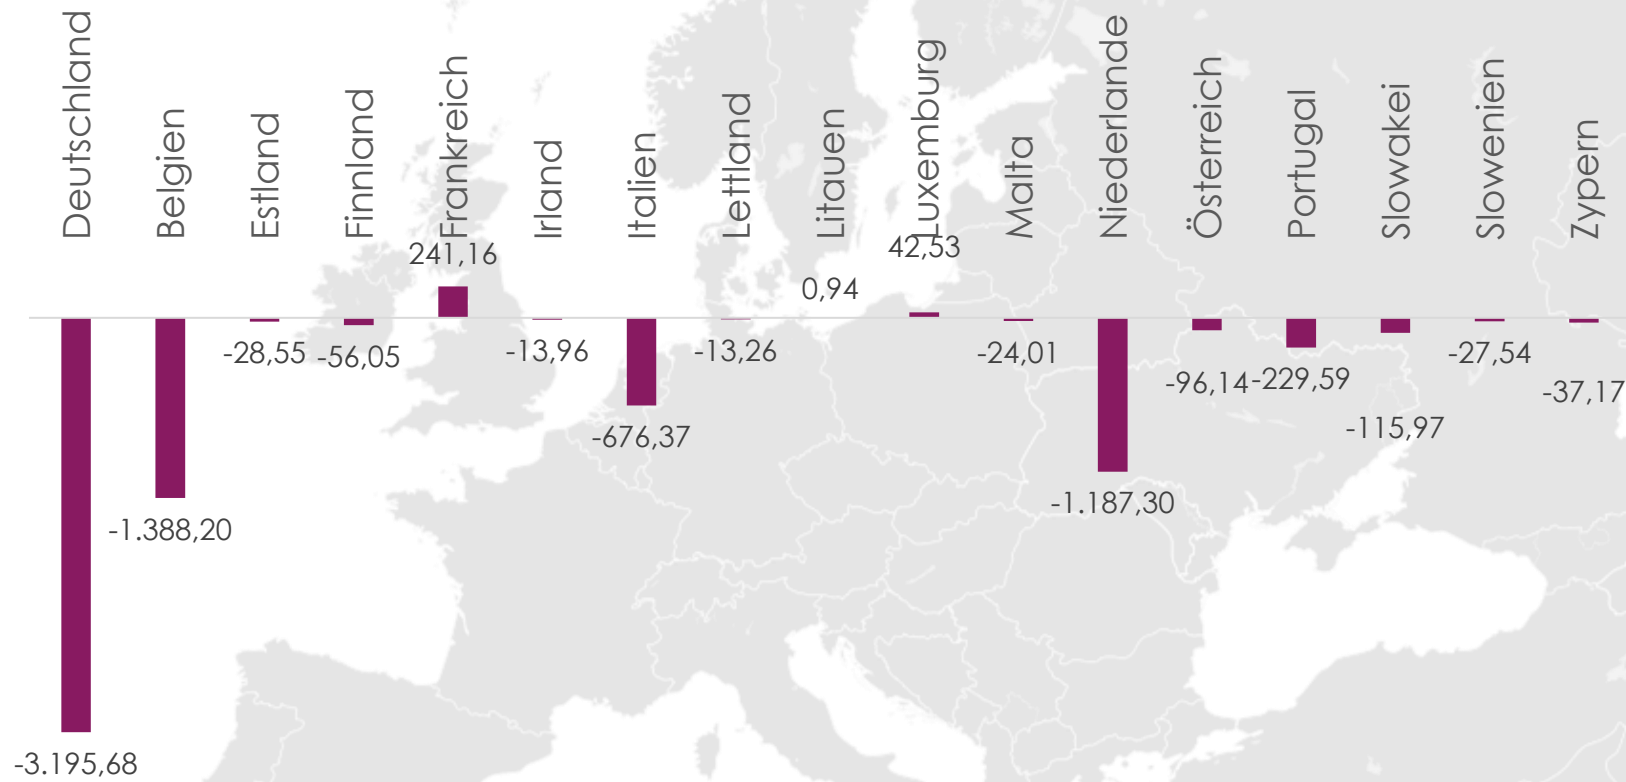 Deutschland
Belgien
Estland
Finnland
Frankreich
Irland
Italien
Lettland
Litauen
Luxemburg
Malta
Niederlande
Österreich
Portugal
Slowakei
Slowenien
Zypern
-3.195,68
-1.388,20
-28,55
-56,05
241,16
-13,96
-676,37
-13,26
0,94
42,53
-24,01
-1.187,30
-96,14
-229,59
-115,97
-27,54
-37,17